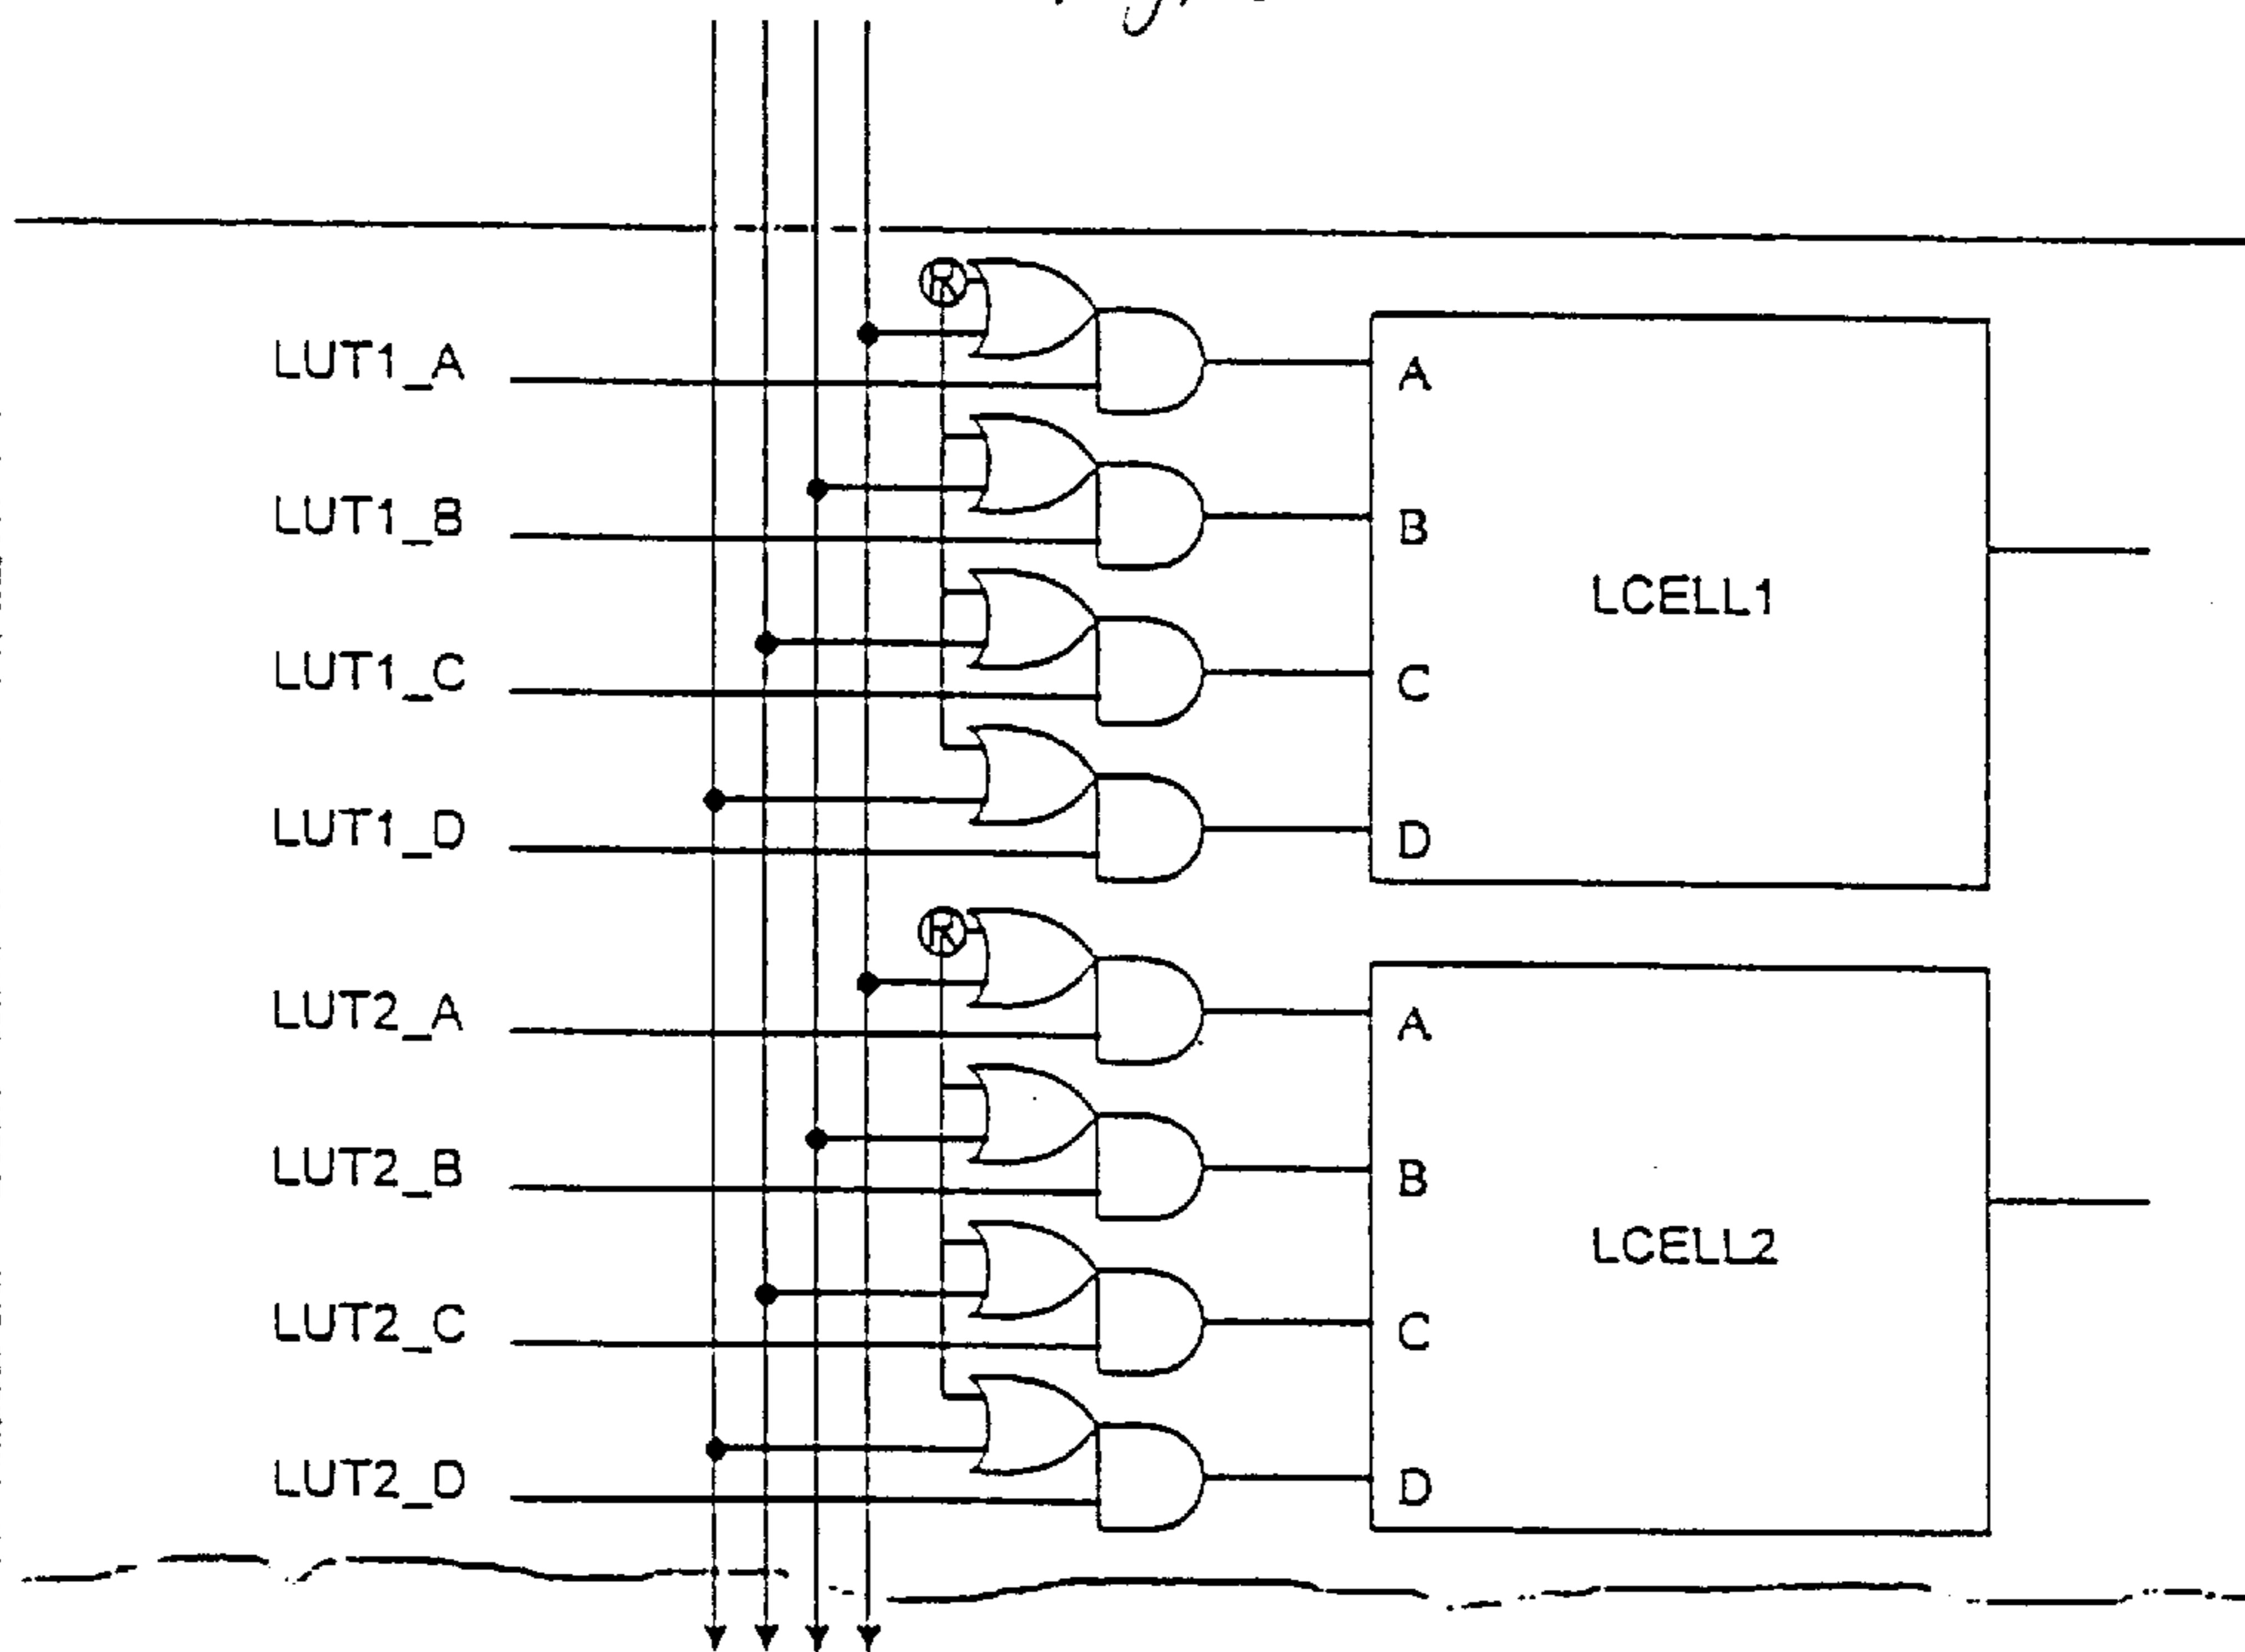 R
LUT1_A
A
LUT1_B
B
LCELL1
LUT1_C
C
LUT1_D
D
R
LUT2_A
A
LUT2_B
B
LCELL2
LUT2_C
C
LUT2_D
D